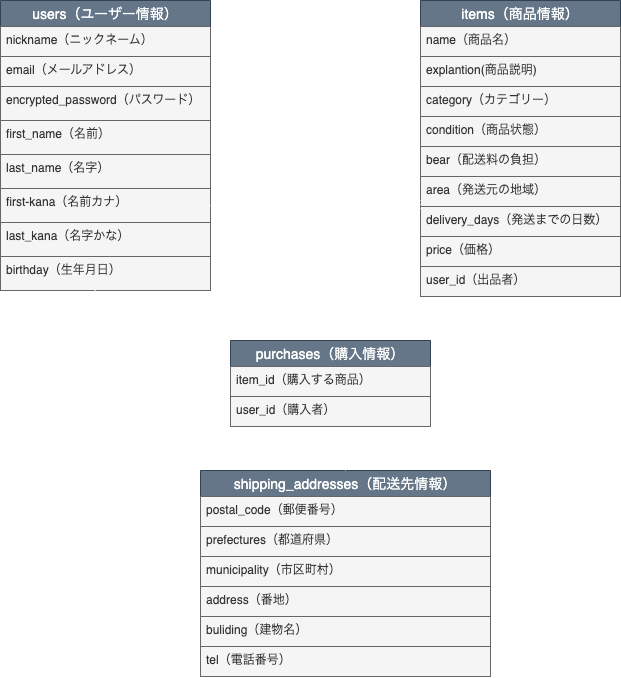 users（ユーザー情報）
nickname（ニックネーム）
email（メールアドレス）
encrypted_password（パスワード）
first_name（名前）
last_name（名字）
first-kana（名前カナ）
last_kana（名字かな）
birthday（生年月日）
items（商品情報）
name（商品名）
explantion(商品説明)
category（カテゴリー）
condition（商品状態）
bear（配送料の負担）
area（発送元の地域）
delivery_days（発送までの日数）
price（価格）
user_id（出品者）
purchases（購入情報）
item_id（購入する商品）
user_id（購入者）
shipping_addresses（配送先情報）
postal_code（郵便番号）
prefectures（都道府県）
municipality（市区町村）
address（番地）
buliding（建物名）
tel（電話番号）